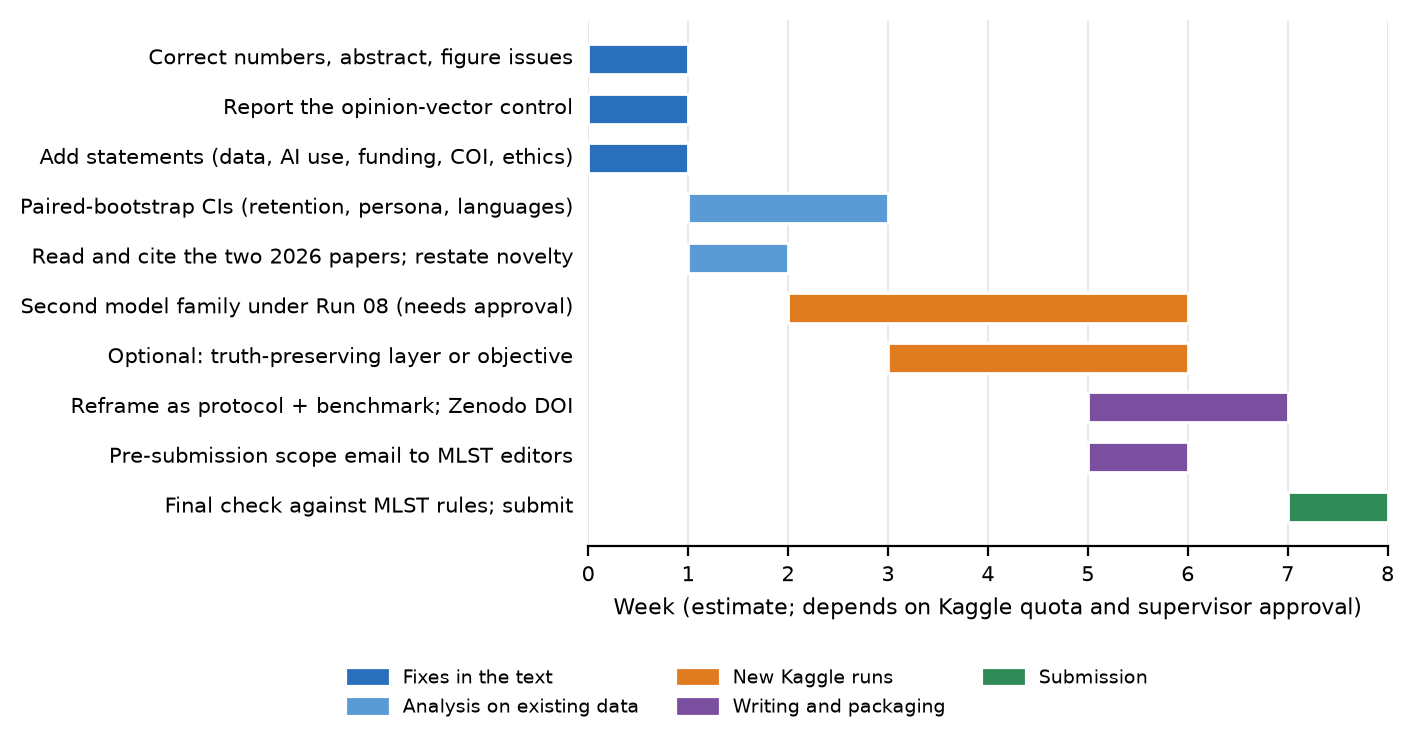 Correct numbers, abstract, figure issues
Report the opinion-vector control
Add statements (data, AI use, funding, COI, ethics)
Paired-bootstrap CIs (retention, persona, languages)
Read and cite the two 2026 papers; restate novelty
Second model family under Run 08 (needs approval)
Optional: truth-preserving layer or objective
Reframe as protocol + benchmark; Zenodo DOI
Pre-submission scope email to MLST editors
Final check against MLST rules; submit
0 1 2 3 4 5 6 7 8
Week (estimate; depends on Kaggle quota and supervisor approval)
Fixes in the text
Analysis on existing data
New Kaggle runs
Writing and packaging
Submission